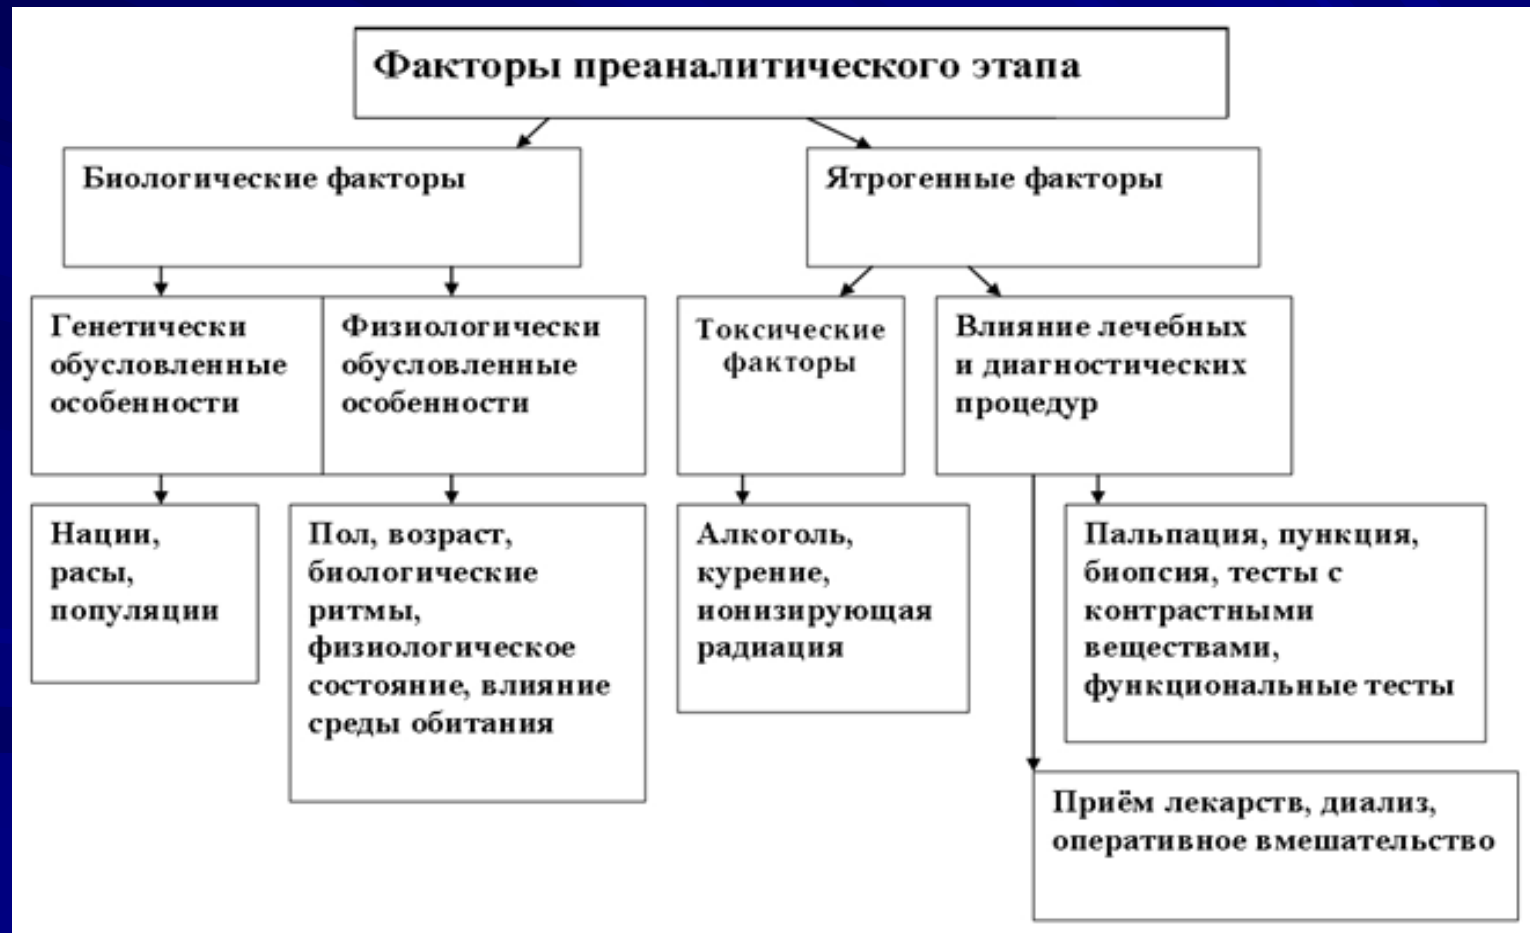 Факторы преаналитического этапа
Биологические факторы
Ятрогенные факторы
Генетически
обусловленные
особенности
Физиологически
обусловленные
особенности
Токсические
факторы
Влияние лечебных
и диагностических
процедур
Нации,
расы,
популяции
Пол, возраст,
биологические
ритмы,
физиологическое
состояние, влияние
среды обитания
Алкоголь,
курение,
ионизирующая
радиация
Пальпация, пункция,
биопсия, тесты с
контрастными
веществами,
функциональные тесты
Приём лекарств, диализ,
оперативное вмешательство